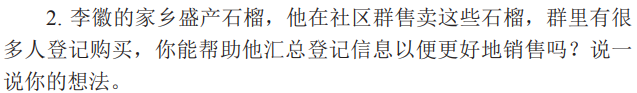 2. 李徽的家乡盛产石榴，他在社区群售卖这些石榴，群里有很
多人登记购买，你能帮助他汇总登记信息以便更好地销售吗？说一
说你的想法。